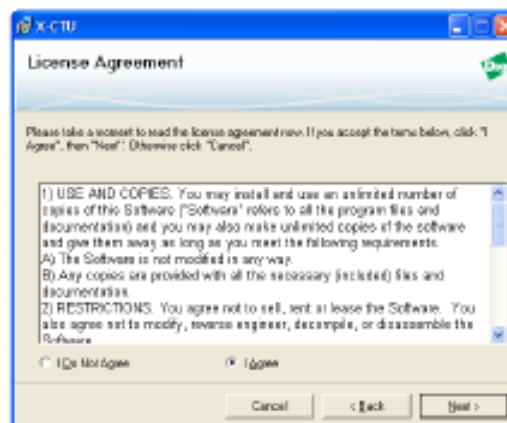 X-CTU
License Agreement
Digi
Please take a moment to read the license agreement now. If you accept the terms below, click "I
Agree", then "Next". Otherwise click "Cancel".
1) USE AND COPIES. You may install and use an unlimited number of
copies of this Software ("Software" refers to all the program files and
documentation) and you may also make unlimited copies of the software
and give them away as long as you meet the following requirements.
A) The Software is not modified in any way.
B) Any copies are provided with all the necessary (included) files and
documentation.
2) RESTRICTIONS. You agree not to sell, rent or lease the Software. You
also agree not to modify, reverse engineer, decompile, or disassemble the
Software
I Do Not Agree
I Agree
Cancel
< Back
Next >